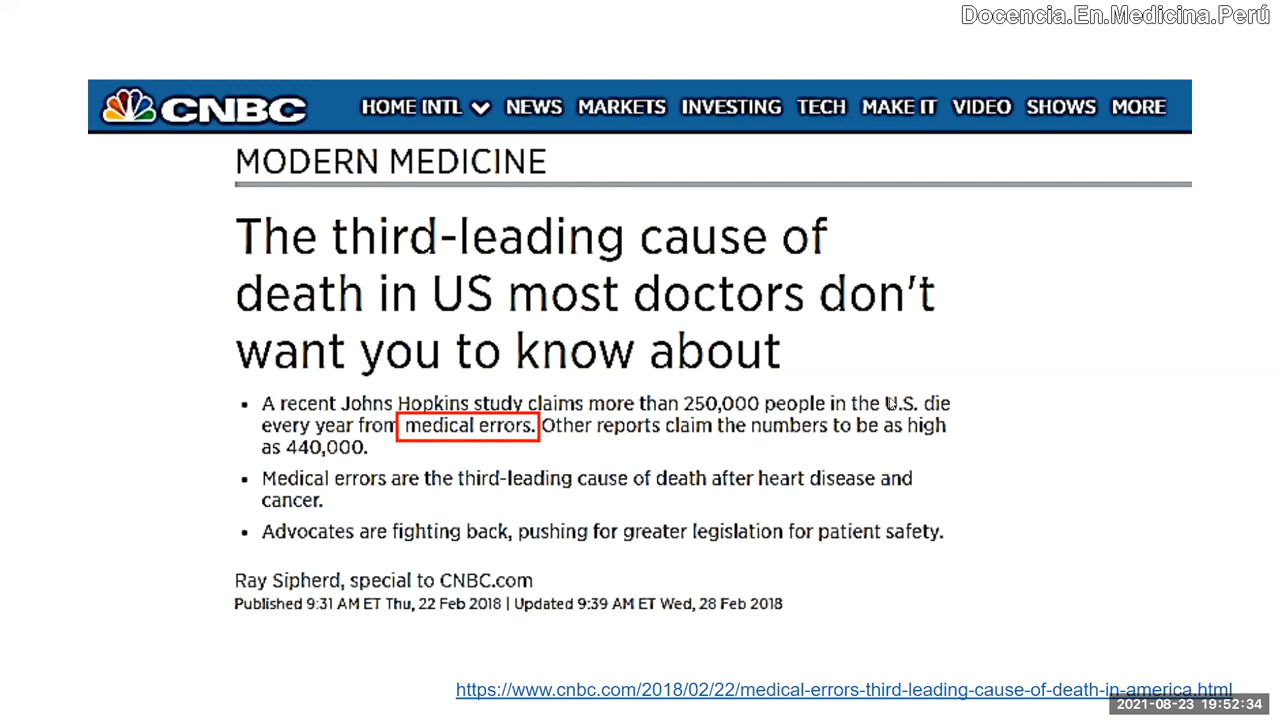 Docencia.En.Medicina.Perú
CNBC HOME INTL NEWS MARKETS INVESTING TECH MAKE IT VIDEO SHOWS MORE
MODERN MEDICINE
The third-leading cause of
death in US most doctors don't
want you to know about
• A recent Johns Hopkins study claims more than 250,000 people in the U.S. die
every year from medical errors. Other reports claim the numbers to be as high
as 440,000.
• Medical errors are the third-leading cause of death after heart disease and
cancer.
• Advocates are fighting back, pushing for greater legislation for patient safety.
Ray Sipherd, special to CNBC.com
Published 9:31 AM ET Thu, 22 Feb 2018 | Updated 9:39 AM ET Wed, 28 Feb 2018
https://www.cnbc.com/2018/02/22/medical-errors-third-leading-cause-of-death-in-america.html
2021-08-23 19:52:34